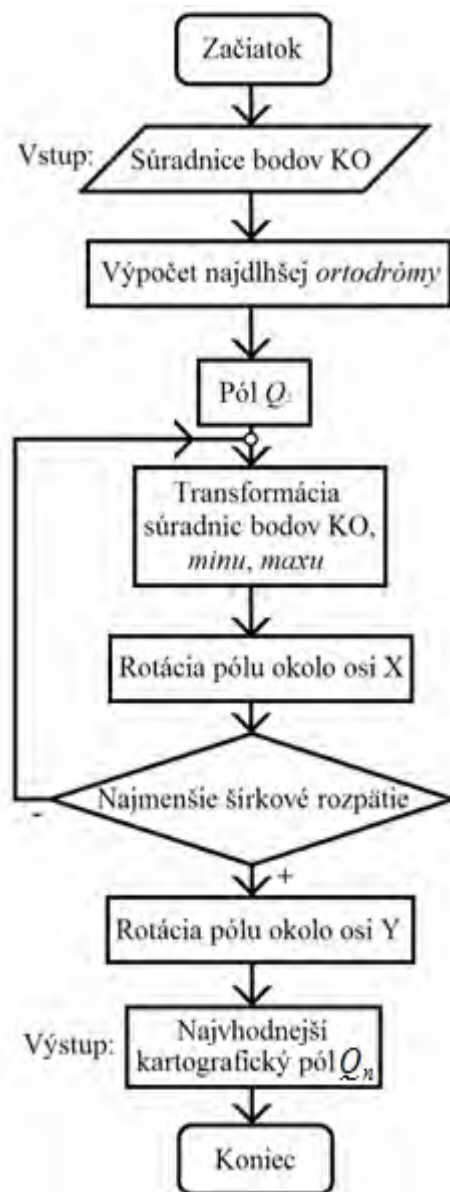 Začiatok
Vstup:
Súradnice bodov KO
Výpočet najdlhšej ortodrómy
Pól Q
Transformácia
súradnic bodov KO,
minu, maxu
Rotácia pólu okolo osi X
Najmenšie šírkové rozpätie
-
+
Rotácia pólu okolo osi Y
Výstup:
Najvhodnejší
kartografický pól Qn
Koniec